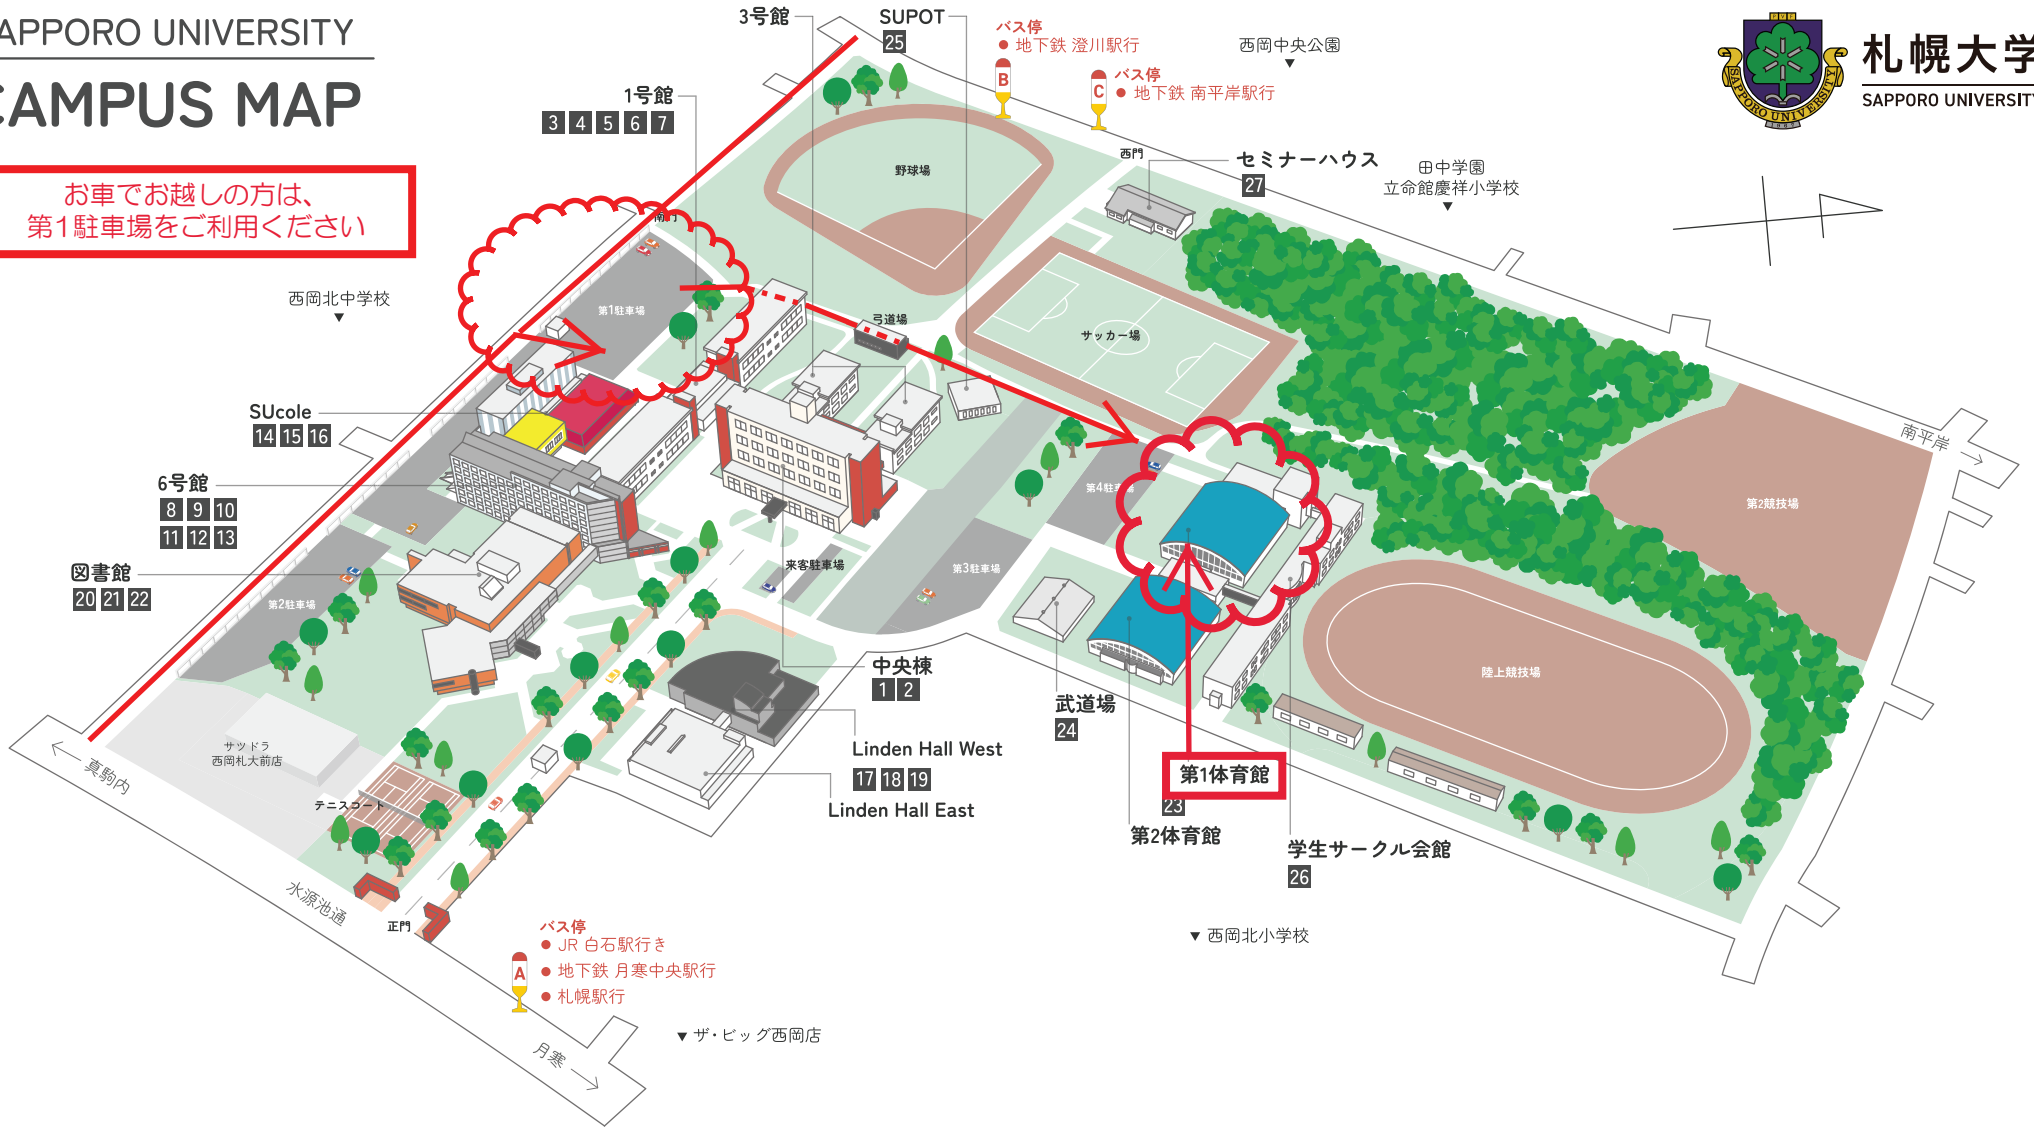 SAPPORO UNIVERSITY
CAMPUS MAP
お車でお越しの方は、
第1駐車場をご利用ください
3号館
SUPOT
25
バス停
地下鉄 澄川駅行
B
バス停
地下鉄 南平岸駅行
C
西岡中央公園
札幌大学
SAPPORO UNIVERSITY
SAPPORO UNIVERSITY
1号館
3 4 5 6 7
野球場
西門
セミナーハウス
27
田中学園
立命館慶祥小学校
南門
西岡北中学校
第1駐車場
弓道場
サッカー場
SUcole
14 15 16
南平岸
6号館
8 9 10
11 12 13
第4駐車場
第2競技場
図書館
20 21 22
第2駐車場
来客駐車場
第3駐車場
陸上競技場
中央棟
1 2
武道場
24
サツドラ
西岡札大前店
真駒内
Linden Hall West
17 18 19
Linden Hall East
第1体育館
23
第2体育館
テニスコート
学生サークル会館
26
水源池通
正門
バス停
JR 白石駅行き
地下鉄 月寒中央駅行
札幌駅行
A
西岡北小学校
ザ・ビッグ西岡店
月寒